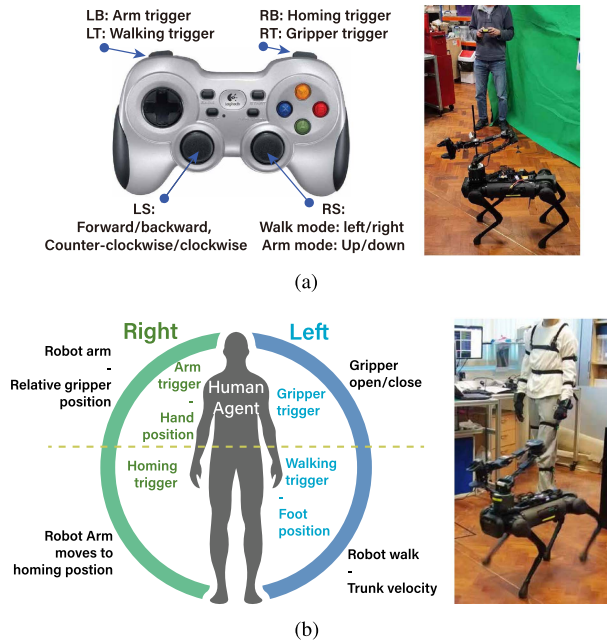 LB: Arm trigger
LT: Walking trigger
RB: Homing trigger
RT: Gripper trigger
Logitech
X
Y
B
A
LS:
Forward/backward,
Counter-clockwise/clockwise
RS:
Walk mode: left/right
Arm mode: Up/down
(a)
Right
Left
Robot arm
-
Relative gripper
position
Arm
trigger
-
Hand
position
Human
Agent
Gripper
trigger
Gripper
open/close
Homing
trigger
Walking
trigger
-
Foot
position
Robot Arm
moves to
homing postion
Robot walk
-
Trunk velocity
(b)